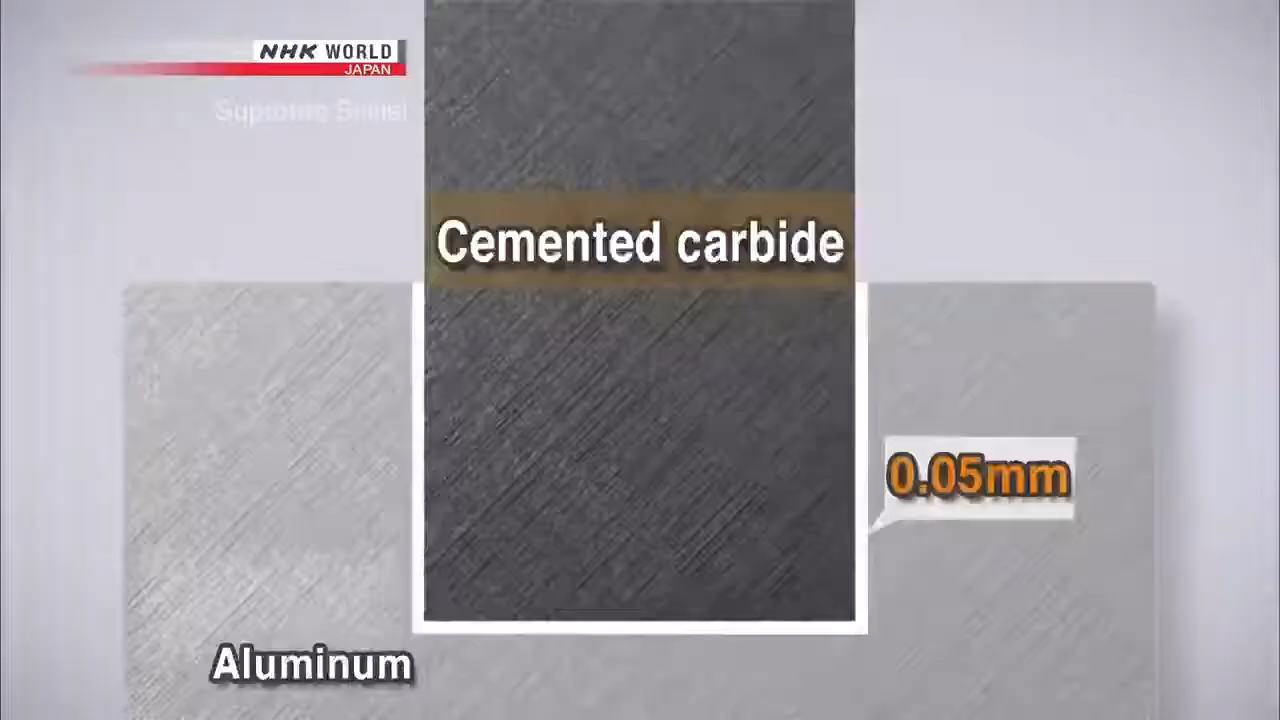 NHK WORLD
JAPAN
Cemented carbide
0.05mm
Aluminum